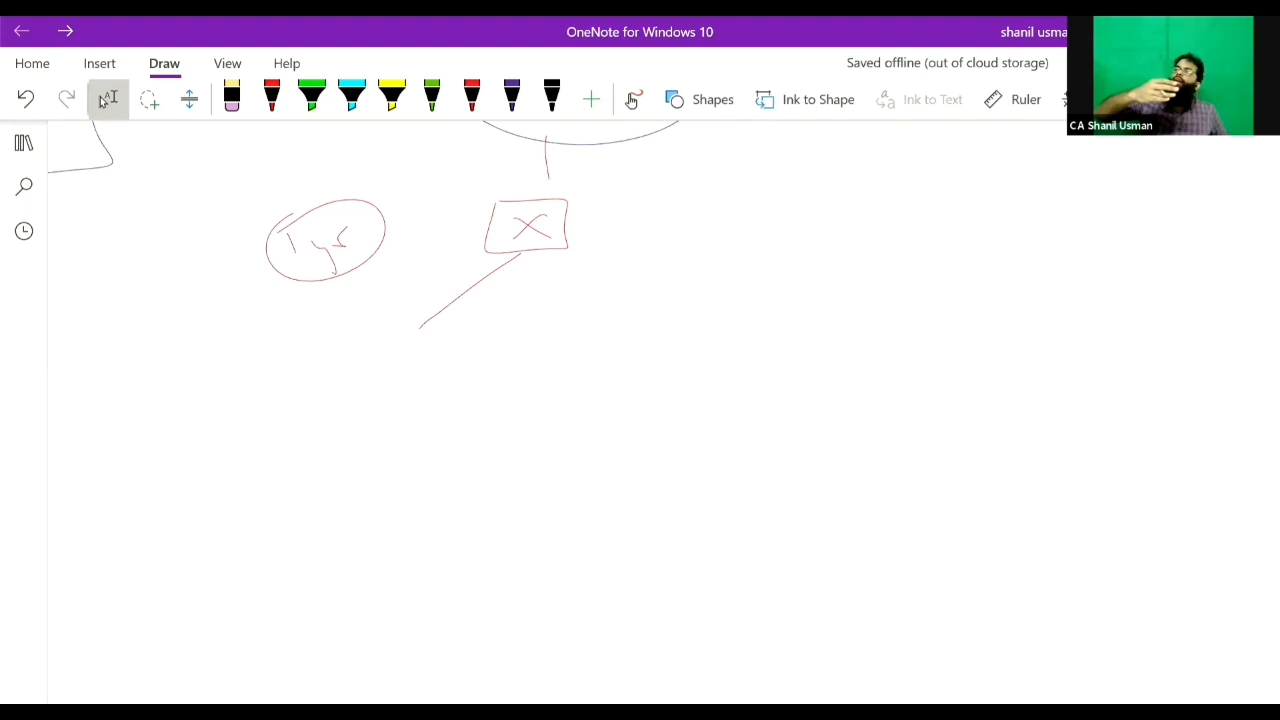 OneNote for Windows 10
shanil usma
Home Insert Draw View Help
Saved offline (out of cloud storage)
Shapes Ink to Shape Ink to Text Ruler
CA Shanil Usman
X